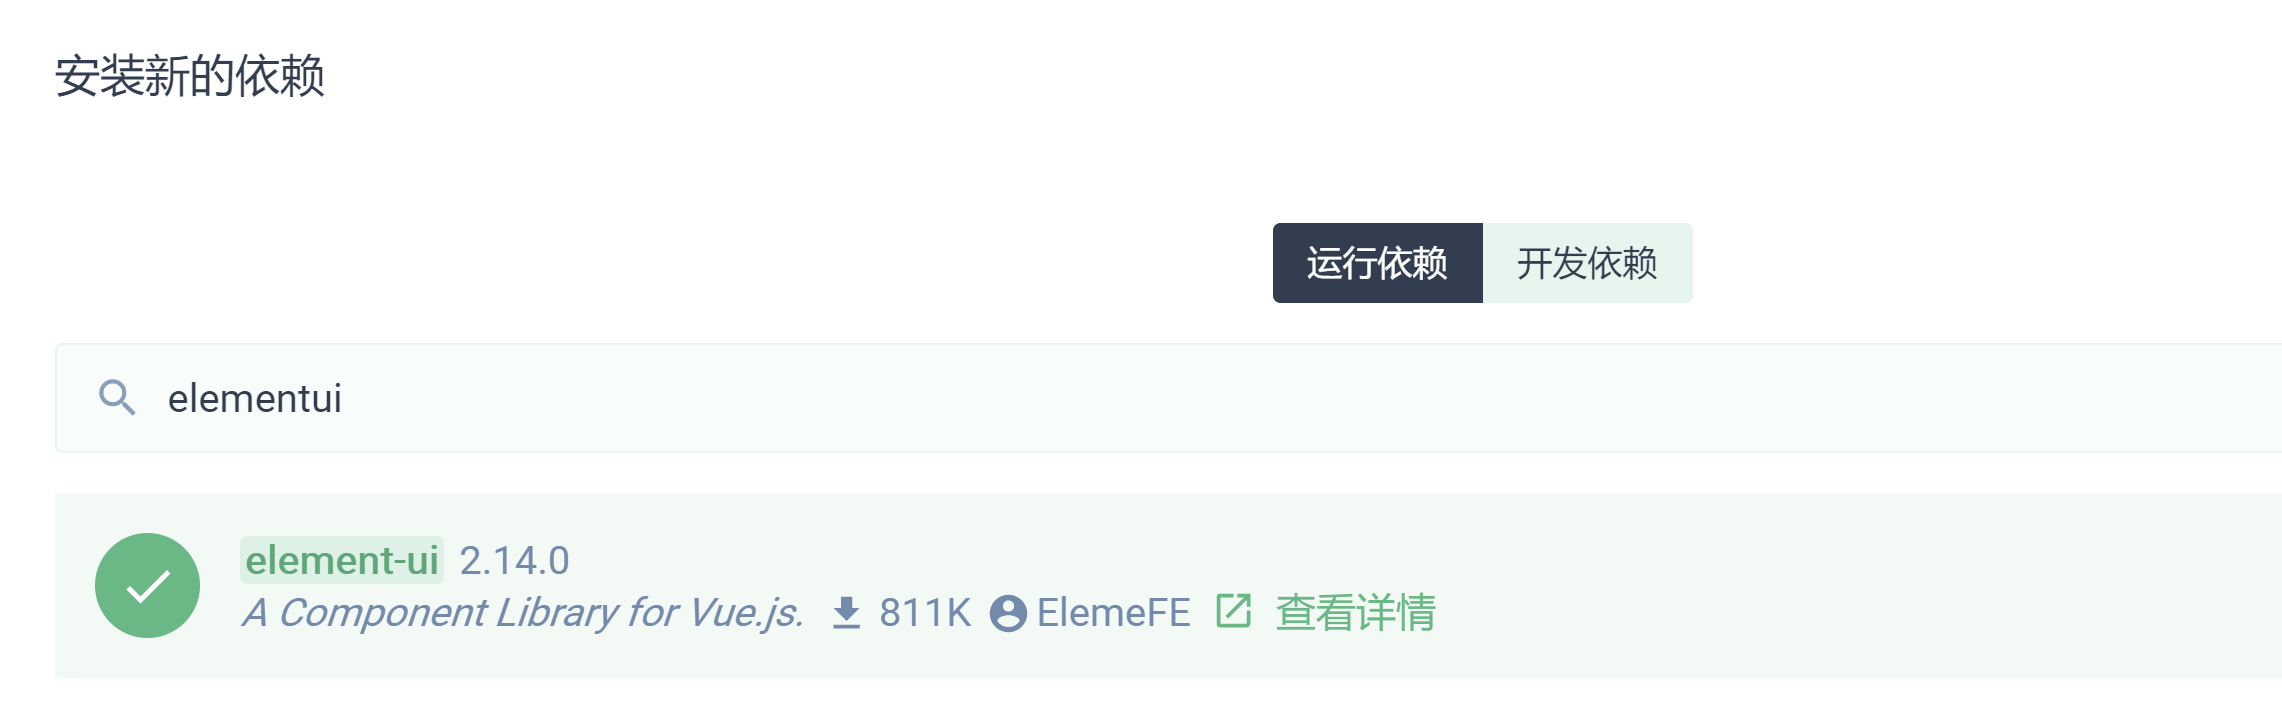 安装新的依赖
运行依赖 开发依赖
elementui
element-ui 2.14.0
A Component Library for Vue.js. 811K ElemeFE 查看详情